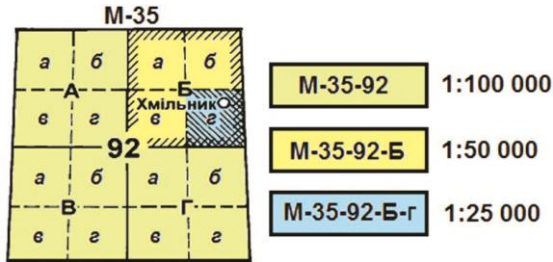 М-35
а б а б
А Б
Хмільник
в г в г
92
а б а б
В Г
в г в г
М-35-92 1:100 000
М-35-92-Б 1:50 000
М-35-92-Б-г 1:25 000